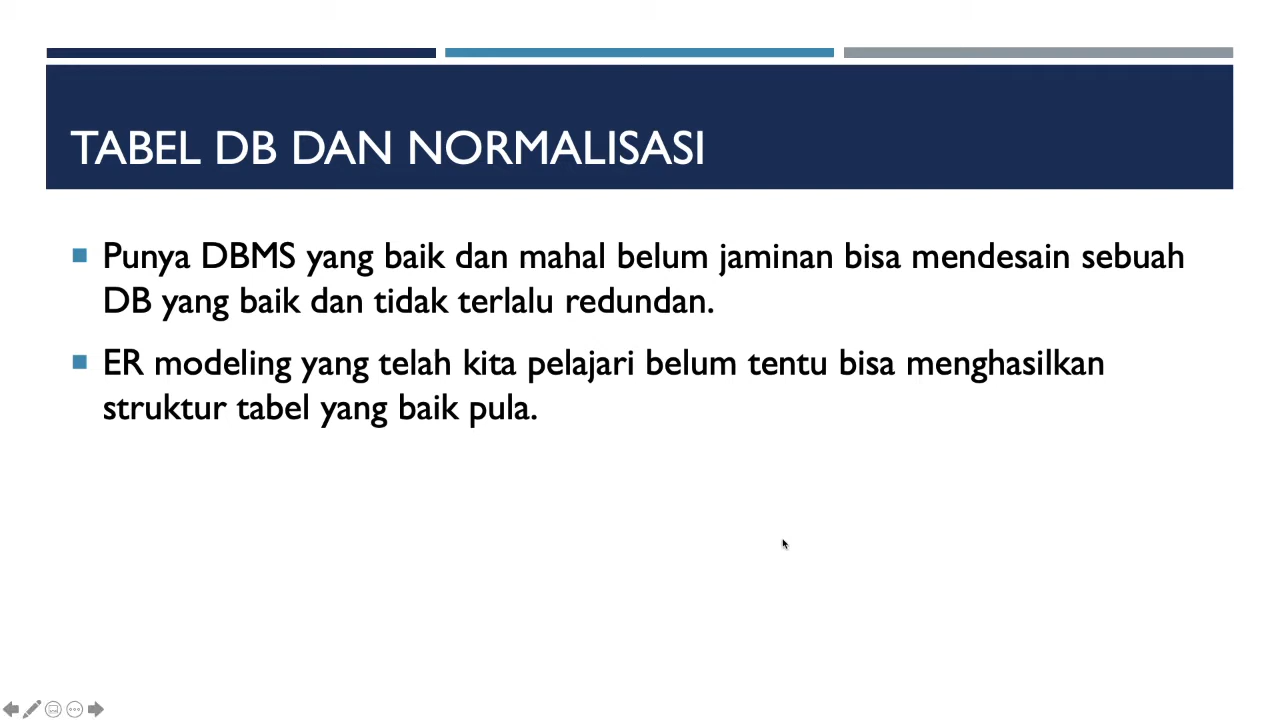 TABEL DB DAN NORMALISASI
Punya DBMS yang baik dan mahal belum jaminan bisa mendesain sebuah
DB yang baik dan tidak terlalu redundan.
ER modeling yang telah kita pelajari belum tentu bisa menghasilkan
struktur tabel yang baik pula.